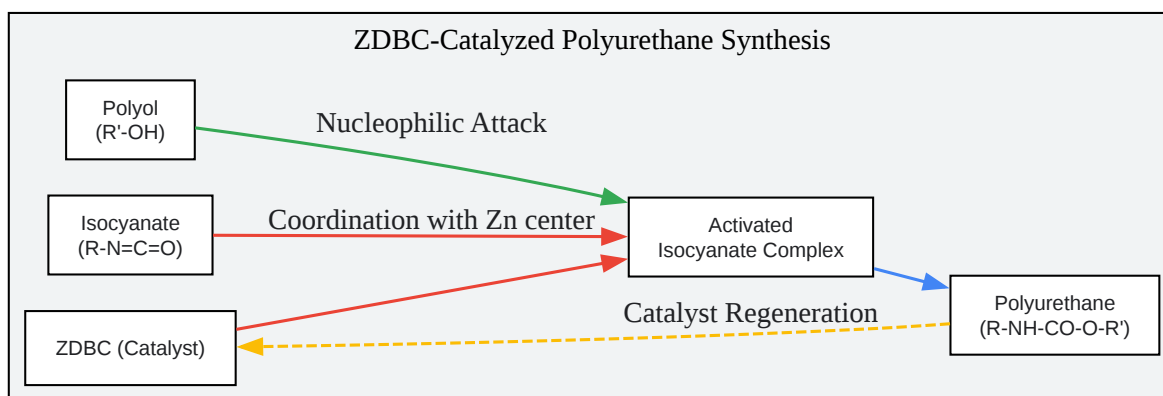 ZDBC-Catalyzed Polyurethane Synthesis
Polyol
(R'-OH)
Nucleophilic Attack
Isocyanate
(R-N=C=O)
Coordination with Zn center
Activated
Isocyanate Complex
ZDBC (Catalyst)
Catalyst Regeneration
Polyurethane
(R-NH-CO-O-R')